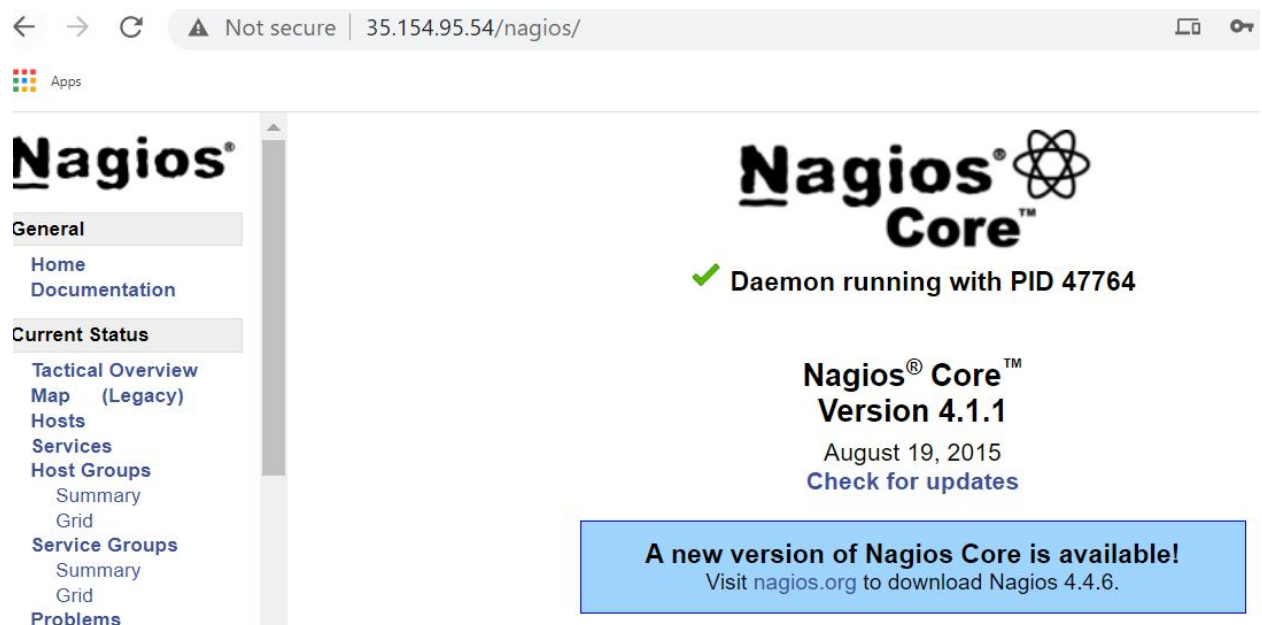 Not secure | 35.154.95.54/nagios/
Apps
Nagios®
General
Home
Documentation
Current Status
Tactical Overview
Map (Legacy)
Hosts
Services
Host Groups
Summary
Grid
Service Groups
Summary
Grid
Problems
Nagios®
Core™
Daemon running with PID 47764
Nagios® Core™
Version 4.1.1
August 19, 2015
Check for updates
A new version of Nagios Core is available!
Visit nagios.org to download Nagios 4.4.6.